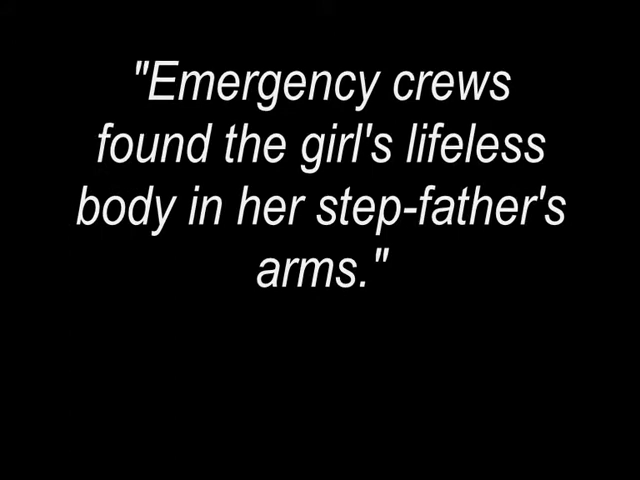 "Emergency crews
found the girl's lifeless
body in her step-father's
arms."